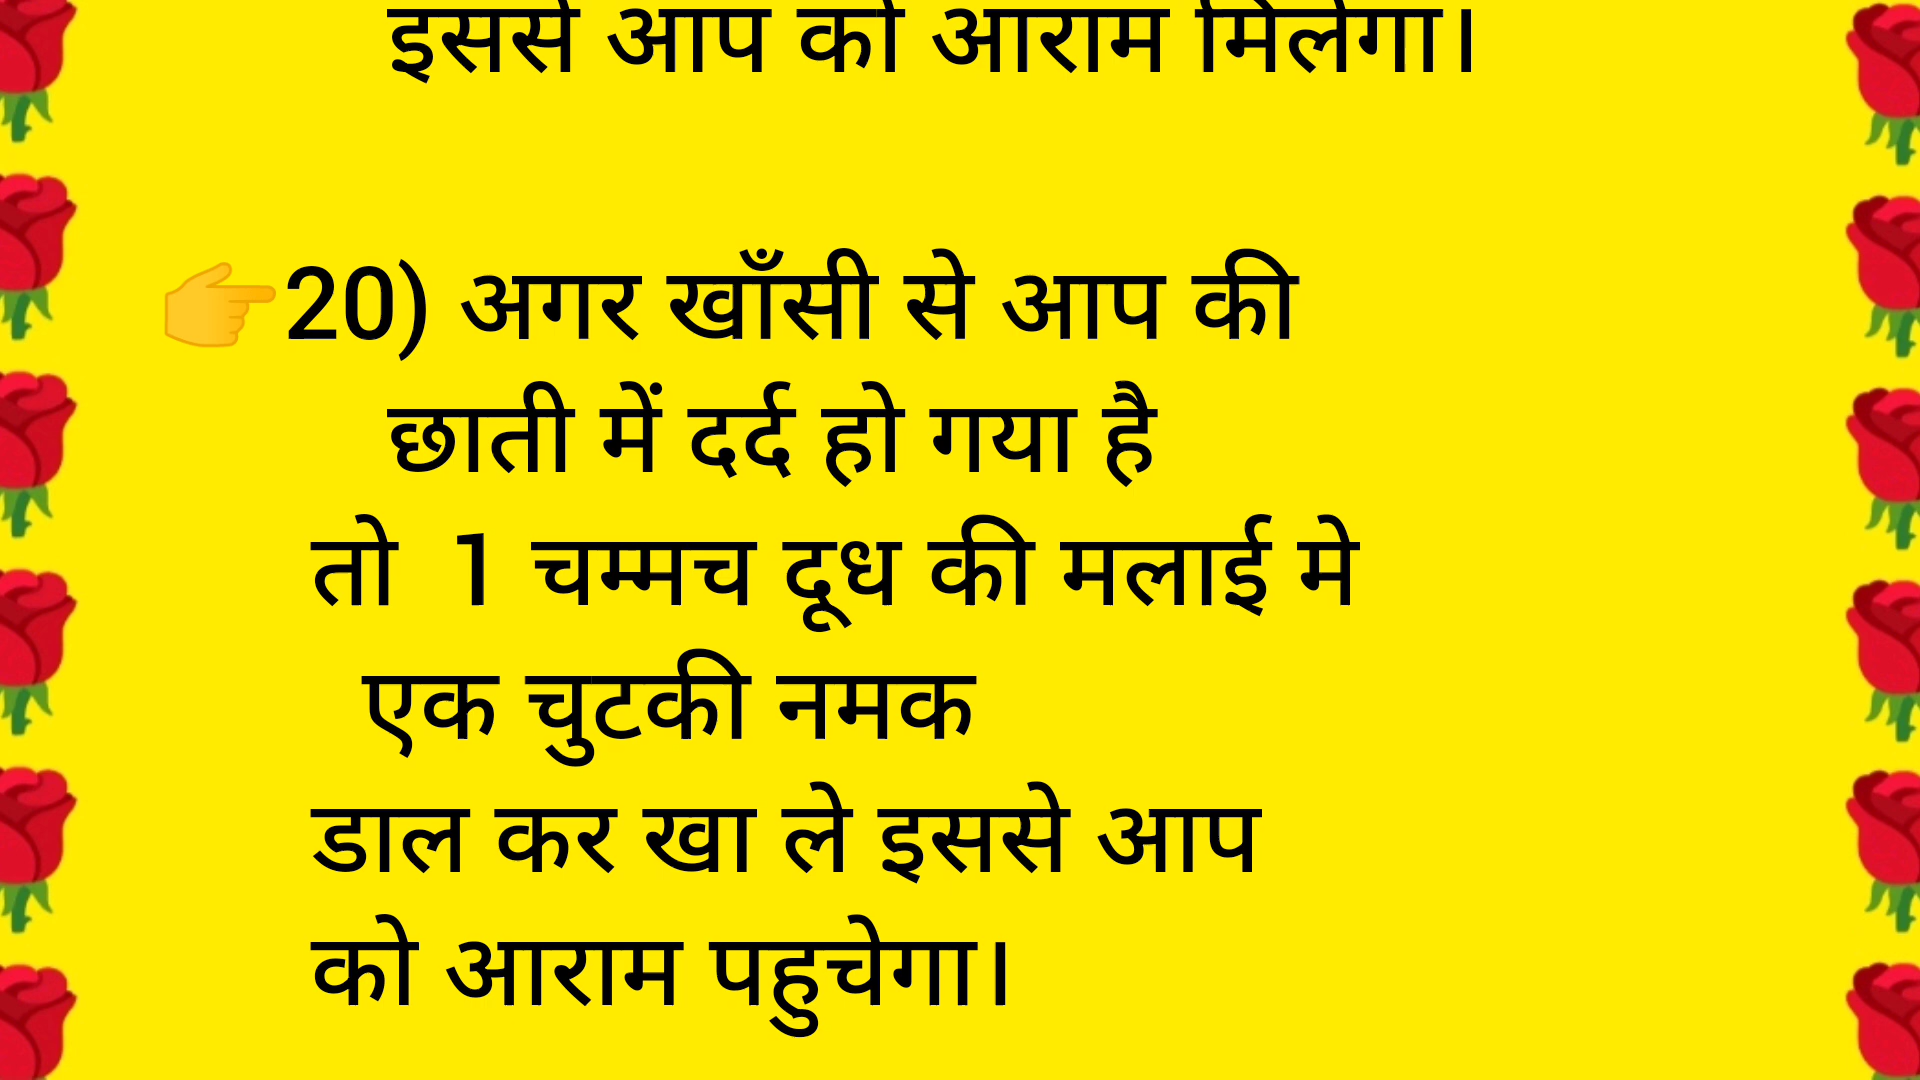 इससे आप को आराम मिलेगा।
👉20) अगर खाँसी से आप की
छाती में दर्द हो गया है
तो 1 चम्मच दूध की मलाई मे
एक चुटकी नमक
डाल कर खा ले इससे आप
को आराम पहुचेगा।